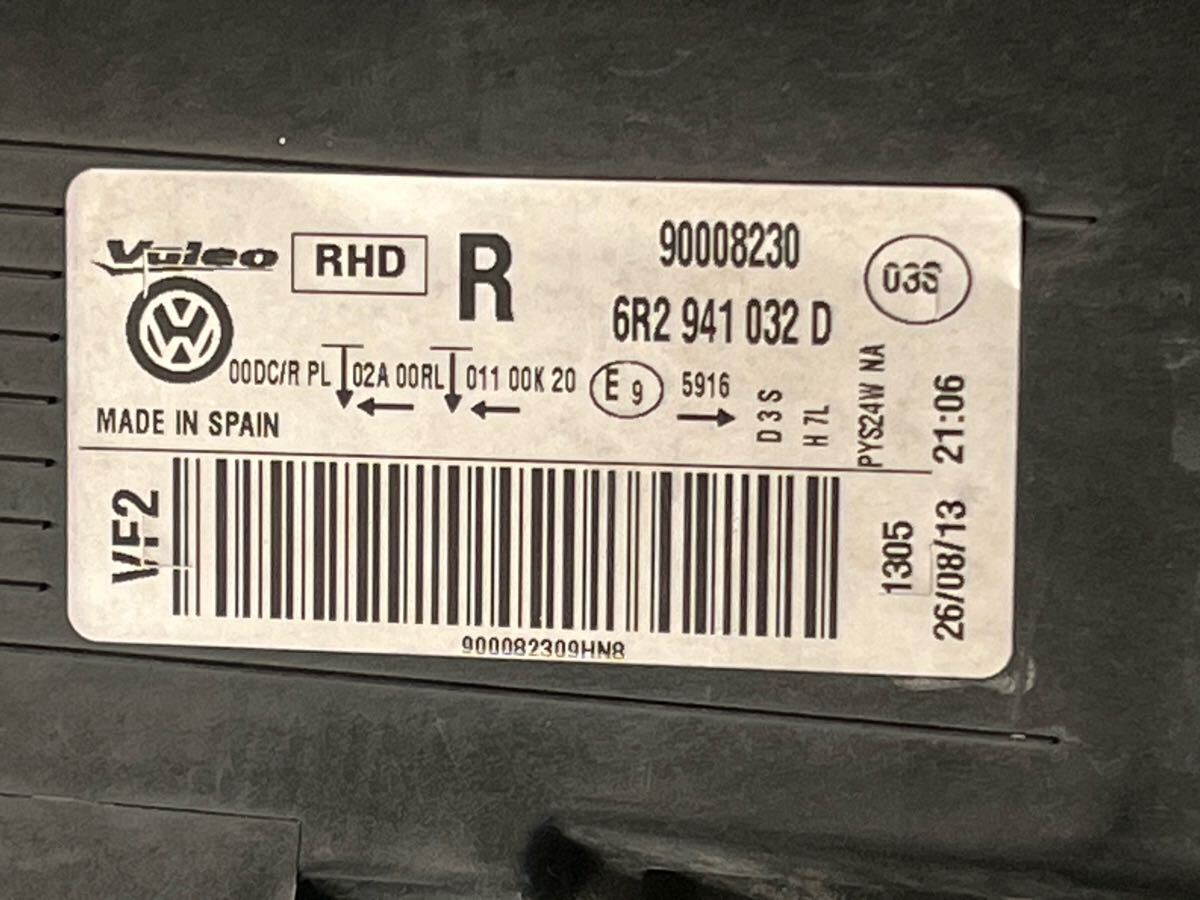 Valeo RHD R 90008230 03S
6R2 941 032 D
00DC/R PL 02A 00RL 011 00K 20 E 9 5916
MADE IN SPAIN
D3S
H 7L
PYS24W NA
VF2
1305
26/08/13 21:06
900082309HN8